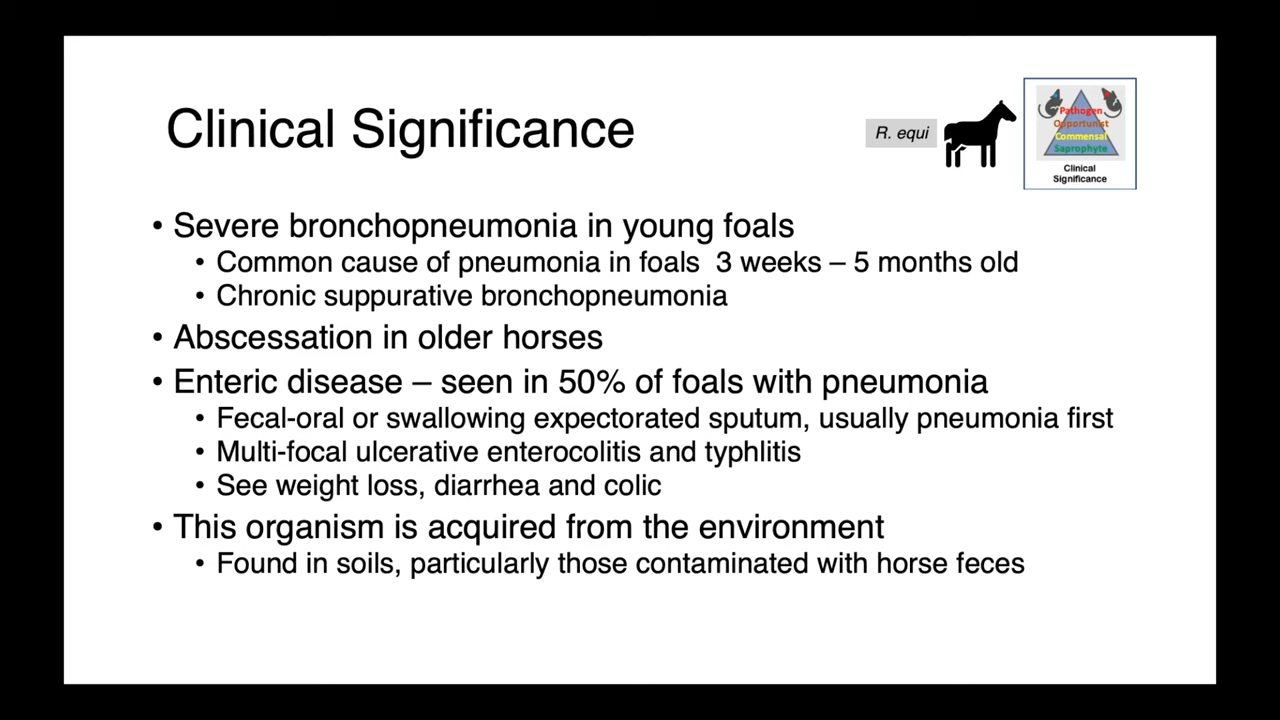 Clinical Significance
R. equi
Pathogen
Opportunist
Commensal
Saprophyte
Clinical
Significance
• Severe bronchopneumonia in young foals
• Common cause of pneumonia in foals  3 weeks – 5 months old
• Chronic suppurative bronchopneumonia
• Abscessation in older horses
• Enteric disease – seen in 50% of foals with pneumonia
• Fecal-oral or swallowing expectorated sputum, usually pneumonia first
• Multi-focal ulcerative enterocolitis and typhlitis
• See weight loss, diarrhea and colic
• This organism is acquired from the environment
• Found in soils, particularly those contaminated with horse feces